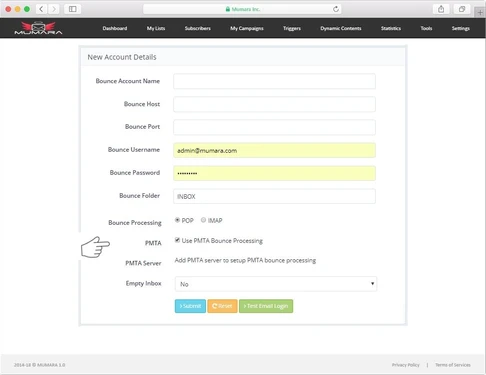 Mumara Inc.
MUMARA
Dashboard My Lists Subscribers My Campaigns Triggers Dynamic Contents Statistics Tools Settings
New Account Details
Bounce Account Name
Bounce Host
Bounce Port
Bounce Username admin@mumara.com
Bounce Password •••••••••
Bounce Folder INBOX
Bounce Processing POP IMAP
PMTA Use PMTA Bounce Processing
PMTA Server Add PMTA server to setup PMTA bounce processing
Empty Inbox No
Submit Reset Test Email Login
2014-15 © MUMARA 1.0 Privacy Policy | Terms of Services